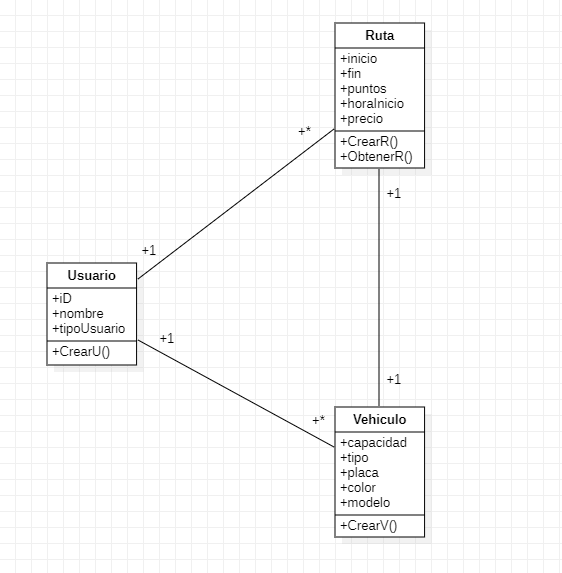 Ruta
+inicio
+fin
+puntos
+horaInicio
+precio
+CrearR()
+ObtenerR()
+*
+1
+1
Usuario
+iD
+nombre
+tipoUsuario
+CrearU()
+1
+1
+*
Vehiculo
+capacidad
+tipo
+placa
+color
+modelo
+CrearV()